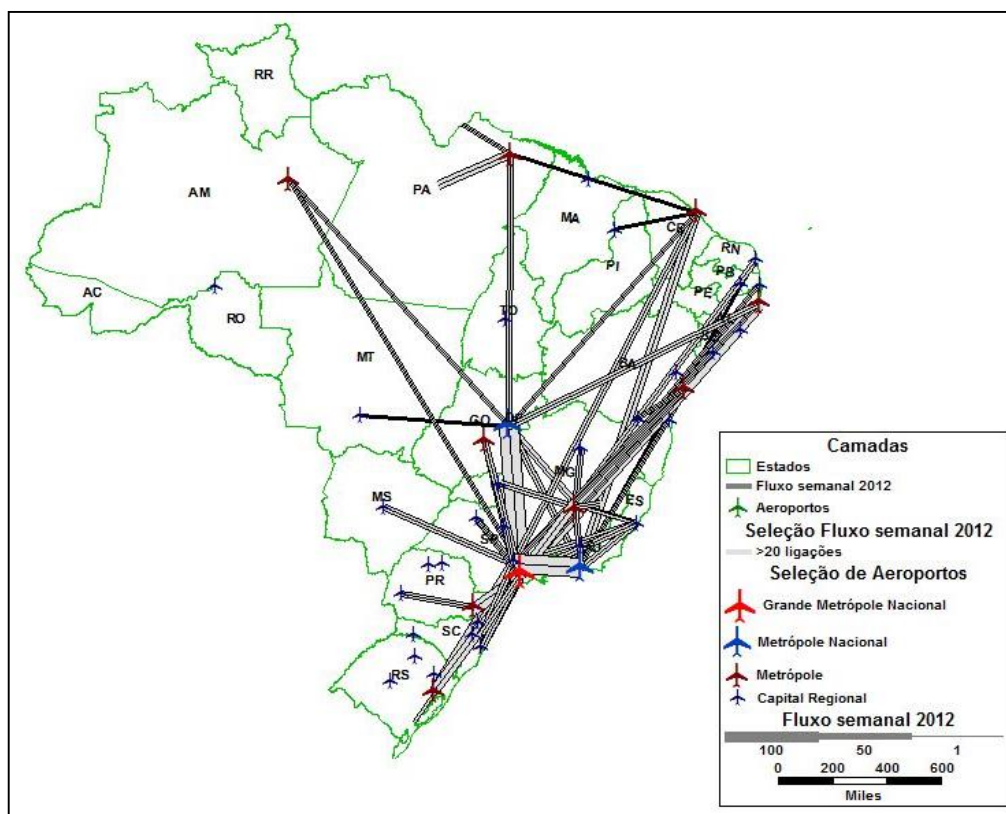 RR
AM
PA
MA
CE
RN
PB
PE
PI
AC
RO
TO
BA
MT
GO
DF
MG
ES
MS
SP
RJ
PR
SC
RS
Camadas
Estados
Fluxo semanal 2012
Aeroportos
Seleção Fluxo semanal 2012
>20 ligações
Seleção de Aeroportos
Grande Metrópole Nacional
Metrópole Nacional
Metrópole
Capital Regional
Fluxo semanal 2012
100 50 1
0 200 400 600
Miles